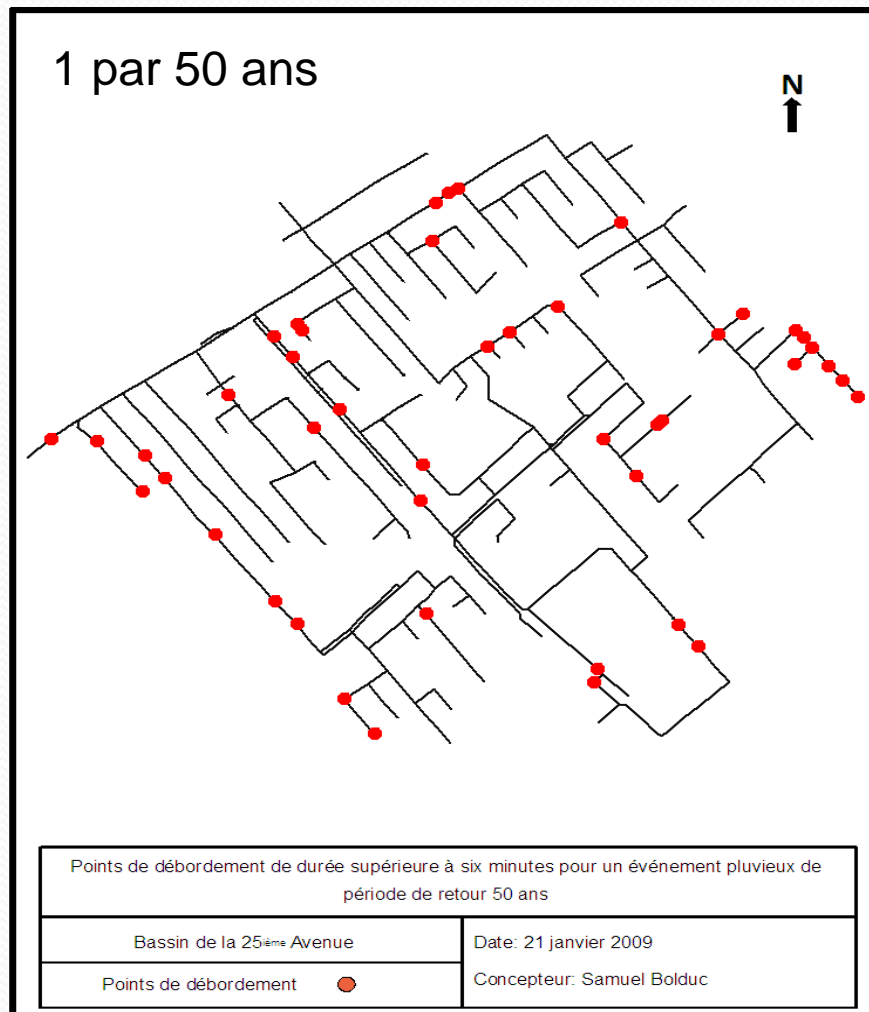 1 par 50 ans
N
Points de débordement de durée supérieure à six minutes pour un événement pluvieux de
période de retour 50 ans
Bassin de la 25ième Avenue
Date: 21 janvier 2009
Points de débordement
Concepteur: Samuel Bolduc